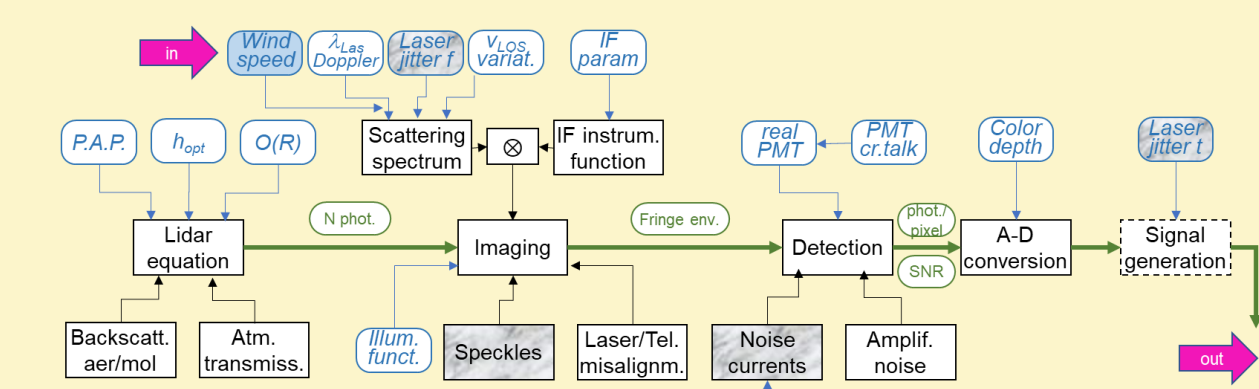 in
Wind
speed
λLas
Doppler
Laser
jitter f
vLOS
variat.
IF
param
P.A.P.
hopt
O(R)
Scattering
spectrum
⊗
IF instrum.
function
real
PMT
PMT
cr.talk
Color
depth
Laser
jitter t
N phot.
Fringe env.
phot./
pixel
Lidar
equation
Imaging
Detection
SNR
A-D
conversion
Signal
generation
Backscatt.
aer/mol
Atm.
transmiss.
Illum.
funct.
Speckles
Laser/Tel.
misalignm.
Noise
currents
Amplif.
noise
out